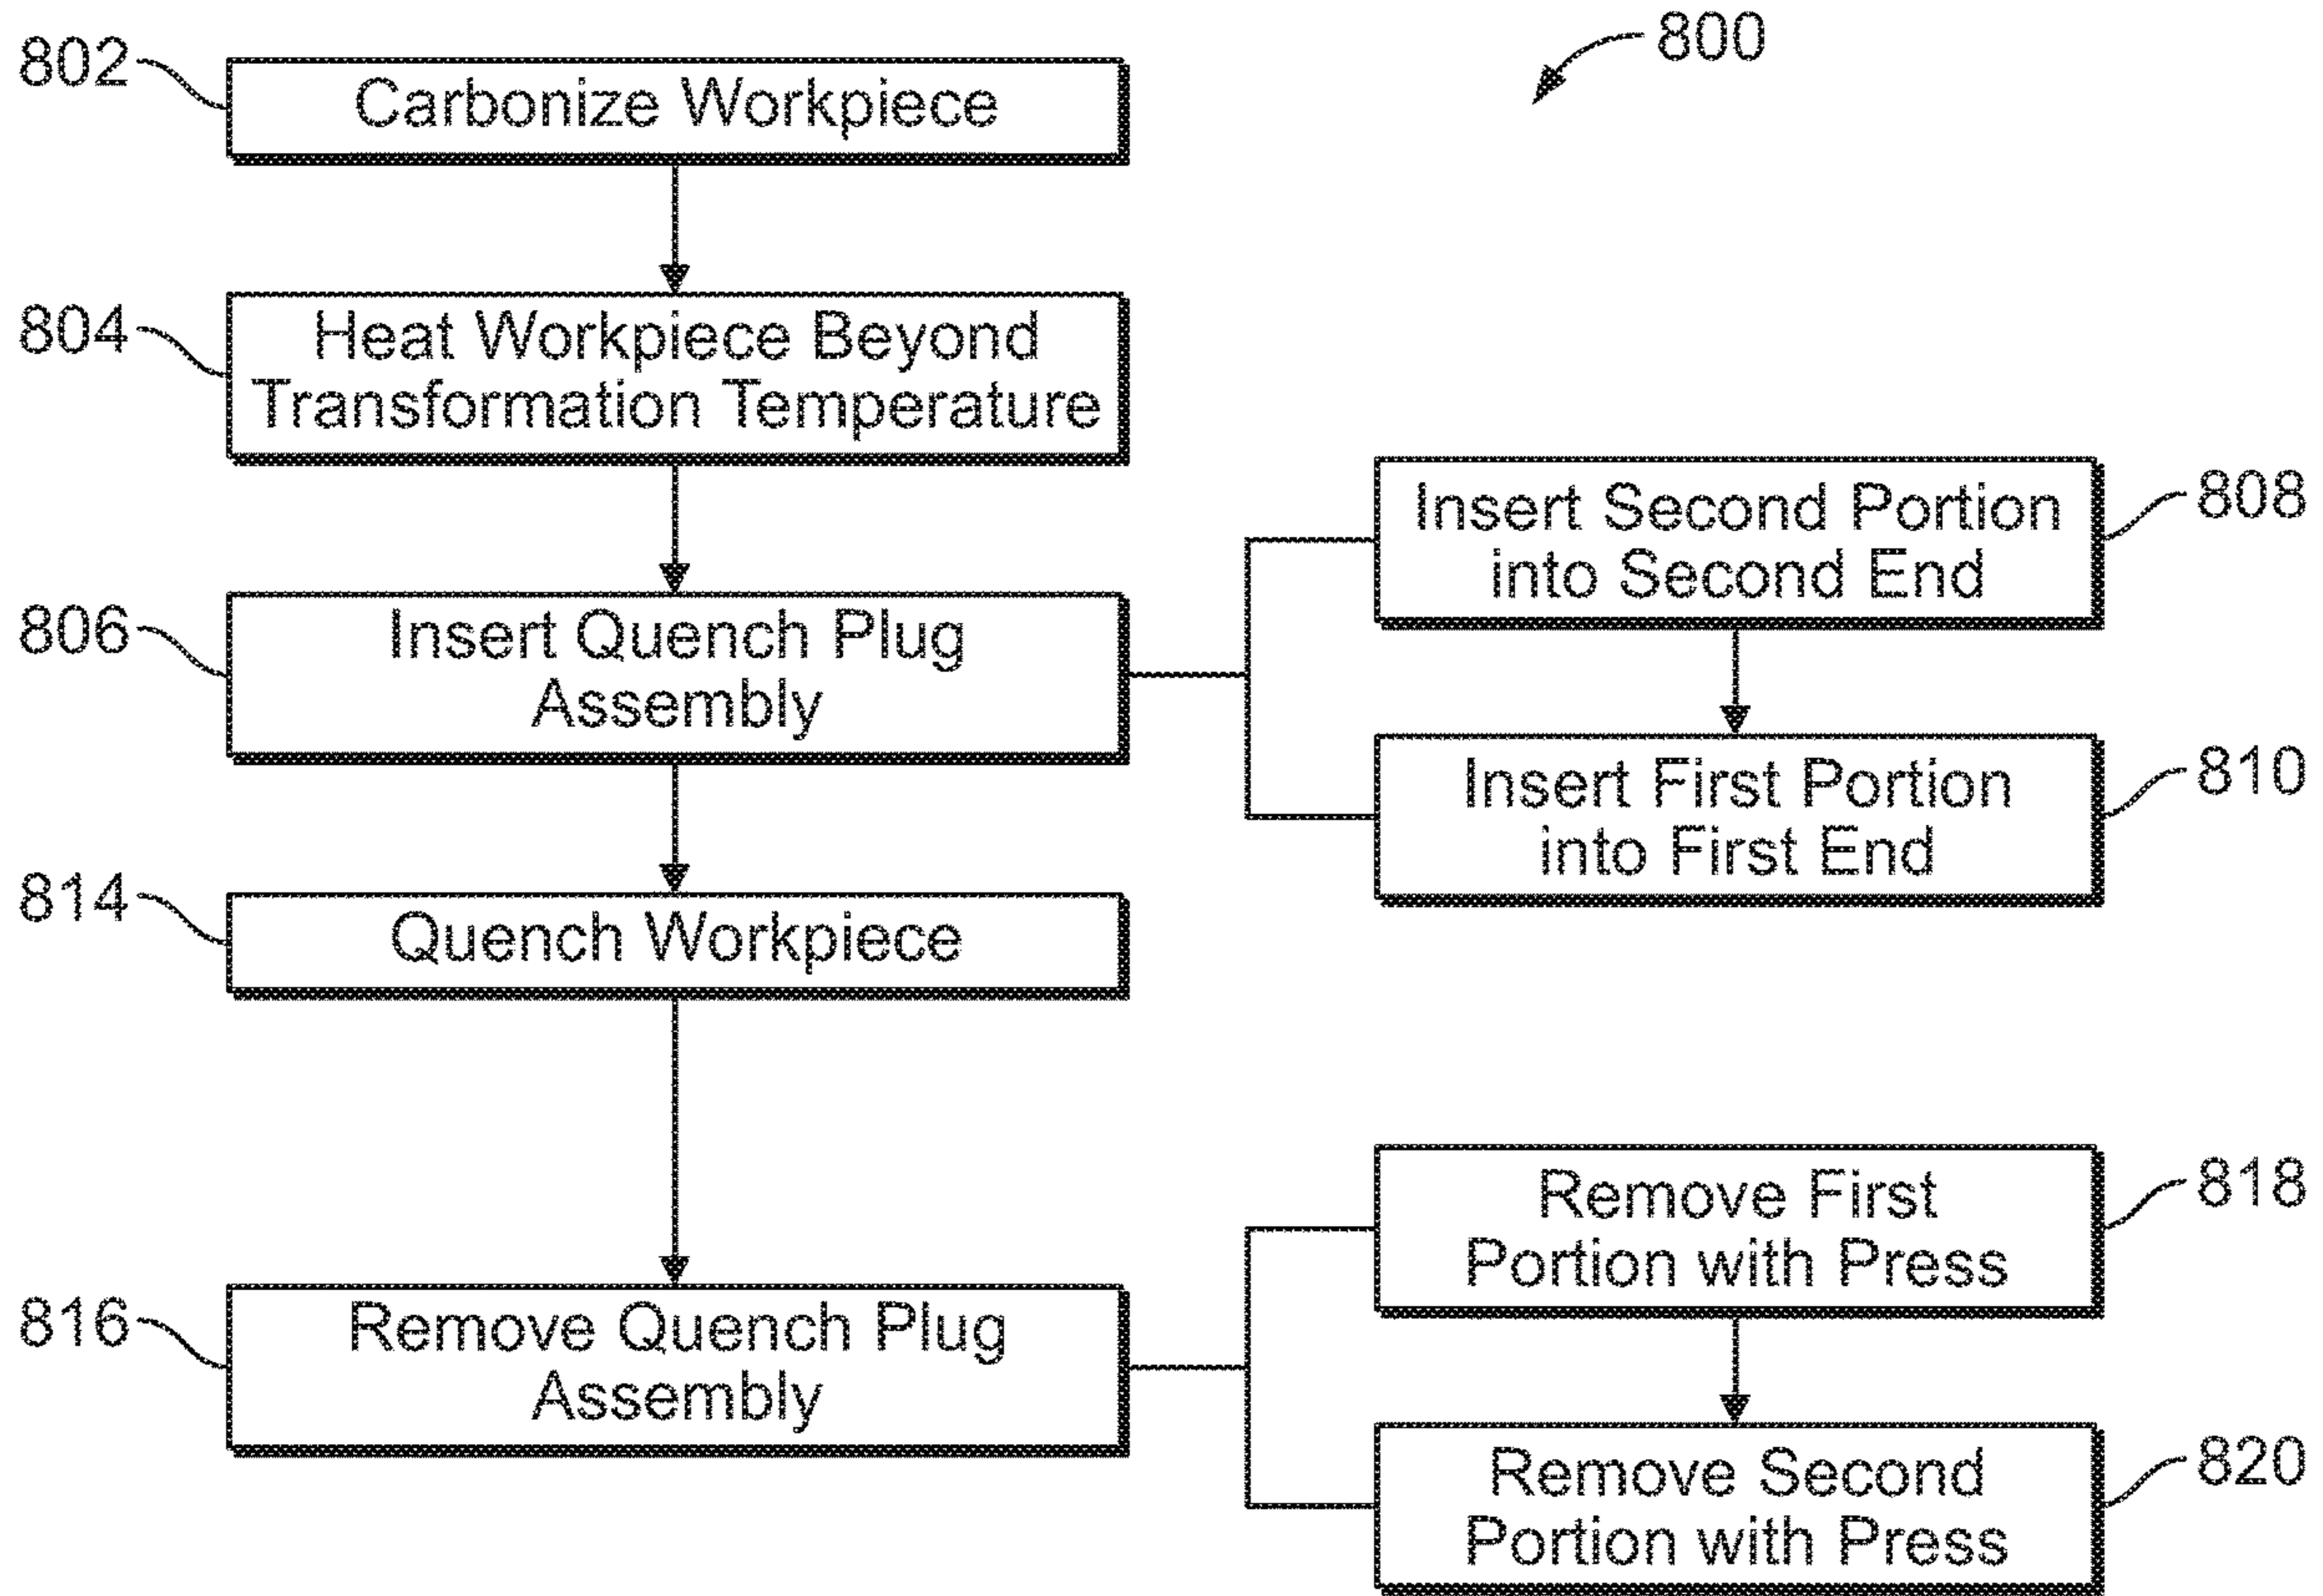 800
802
Carbonize Workpiece
804
Heat Workpiece Beyond
Transformation Temperature
806
Insert Quench Plug
Assembly
808
Insert Second Portion
into Second End
810
Insert First Portion
into First End
814
Quench Workpiece
816
Remove Quench Plug
Assembly
818
Remove First
Portion with Press
820
Remove Second
Portion with Press